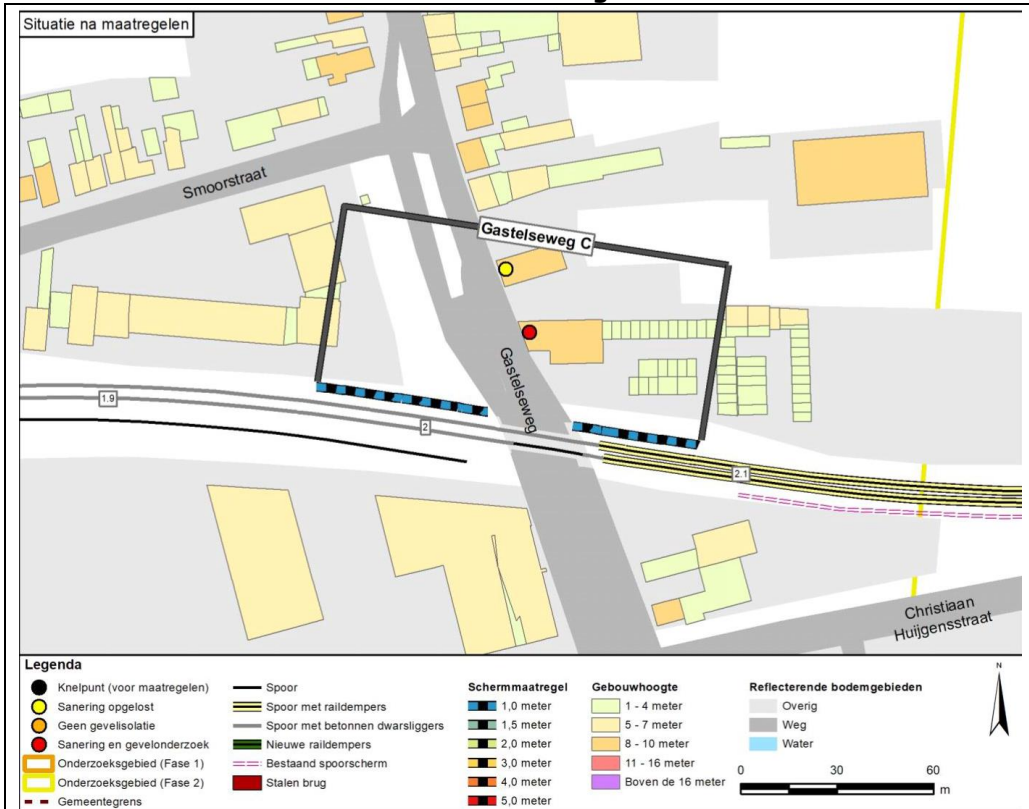 Situatie na maatregelen
Smoorstraat
Gastelseweg C
Gastelseweg
1.9
2
2.1
Christiaan
Huijgensstraat
Legenda
Knelpunt (voor maatregelen)
Sanering opgelost
Geen gevelisolatie
Sanering en gevelonderzoek
Onderzoeksgebied (Fase 1)
Onderzoeksgebied (Fase 2)
Gemeentegrens
Spoor
Spoor met raildempers
Spoor met betonnen dwarsliggers
Nieuwe raildempers
Bestaand spoorscherm
Stalen brug
Schermmaatregel
1,0 meter
1,5 meter
2,0 meter
3,0 meter
4,0 meter
5,0 meter
Gebouwhoogte
1 - 4 meter
5 - 7 meter
8 - 10 meter
11 - 16 meter
Boven de 16 meter
Reflecterende bodemgebieden
Overig
Weg
Water
N
0 30 60
m